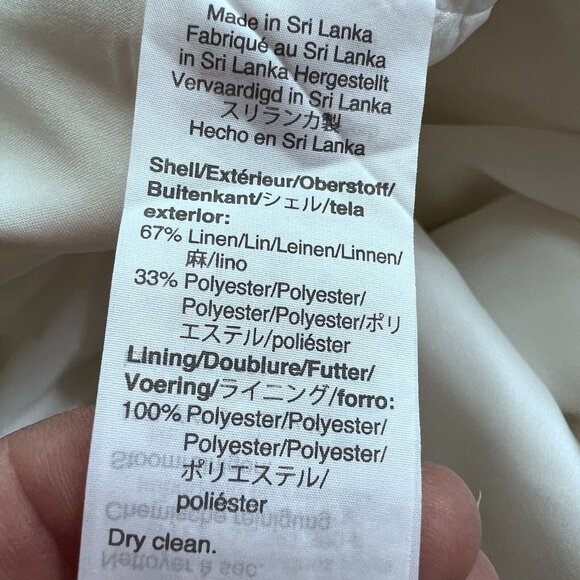 Made in Sri Lanka
Fabriqué au Sri Lanka
in Sri Lanka Hergestellt
Vervaardigd in Sri Lanka
スリランカ製
Hecho en Sri Lanka
Shell/Extérieur/Oberstoff/
Buitenkant/シェル/tela
exterior:
67% Linen/Lin/Leinen/Linnen/
麻/lino
33% Polyester/Polyester/
Polyester/Polyester/ポリ
エステル/poliéster
Lining/Doublure/Futter/
Voering/ライニング/forro:
100% Polyester/Polyester/
Polyester/Polyester/
ポリエステル/
poliéster
Chemische reinigung
Dry clean.
Nettoyer à sec.